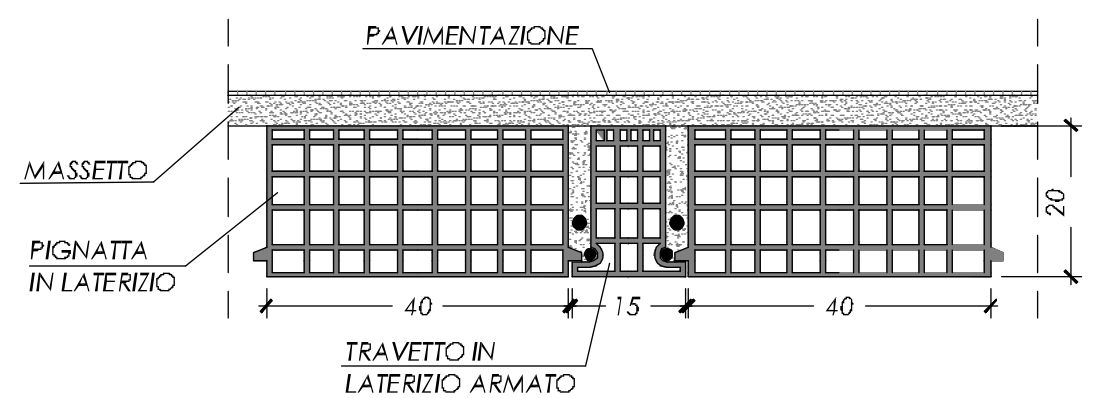 PAVIMENTAZIONE
MASSETTO
PIGNATTA
IN LATERIZIO
20
40
15
40
TRAVETTO IN
LATERIZIO ARMATO